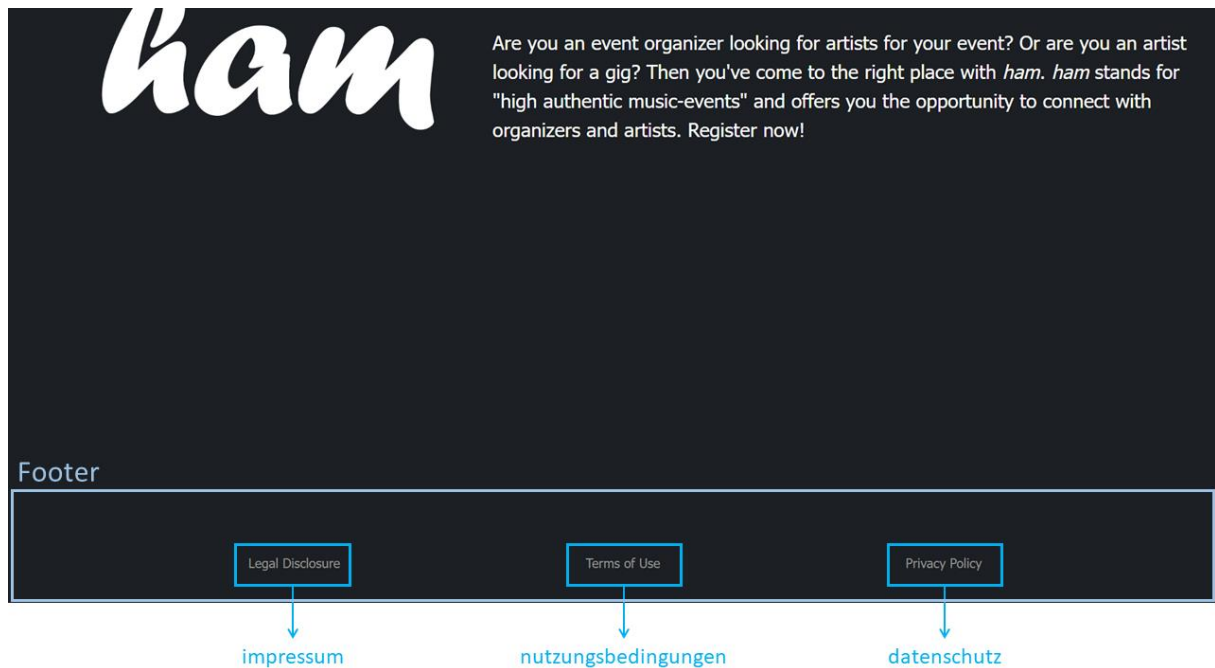 ham
Are you an event organizer looking for artists for your event? Or are you an artist
looking for a gig? Then you've come to the right place with ham. ham stands for
"high authentic music-events" and offers you the opportunity to connect with
organizers and artists. Register now!
Footer
Legal Disclosure
Terms of Use
Privacy Policy
impressum
nutzungsbedingungen
datenschutz